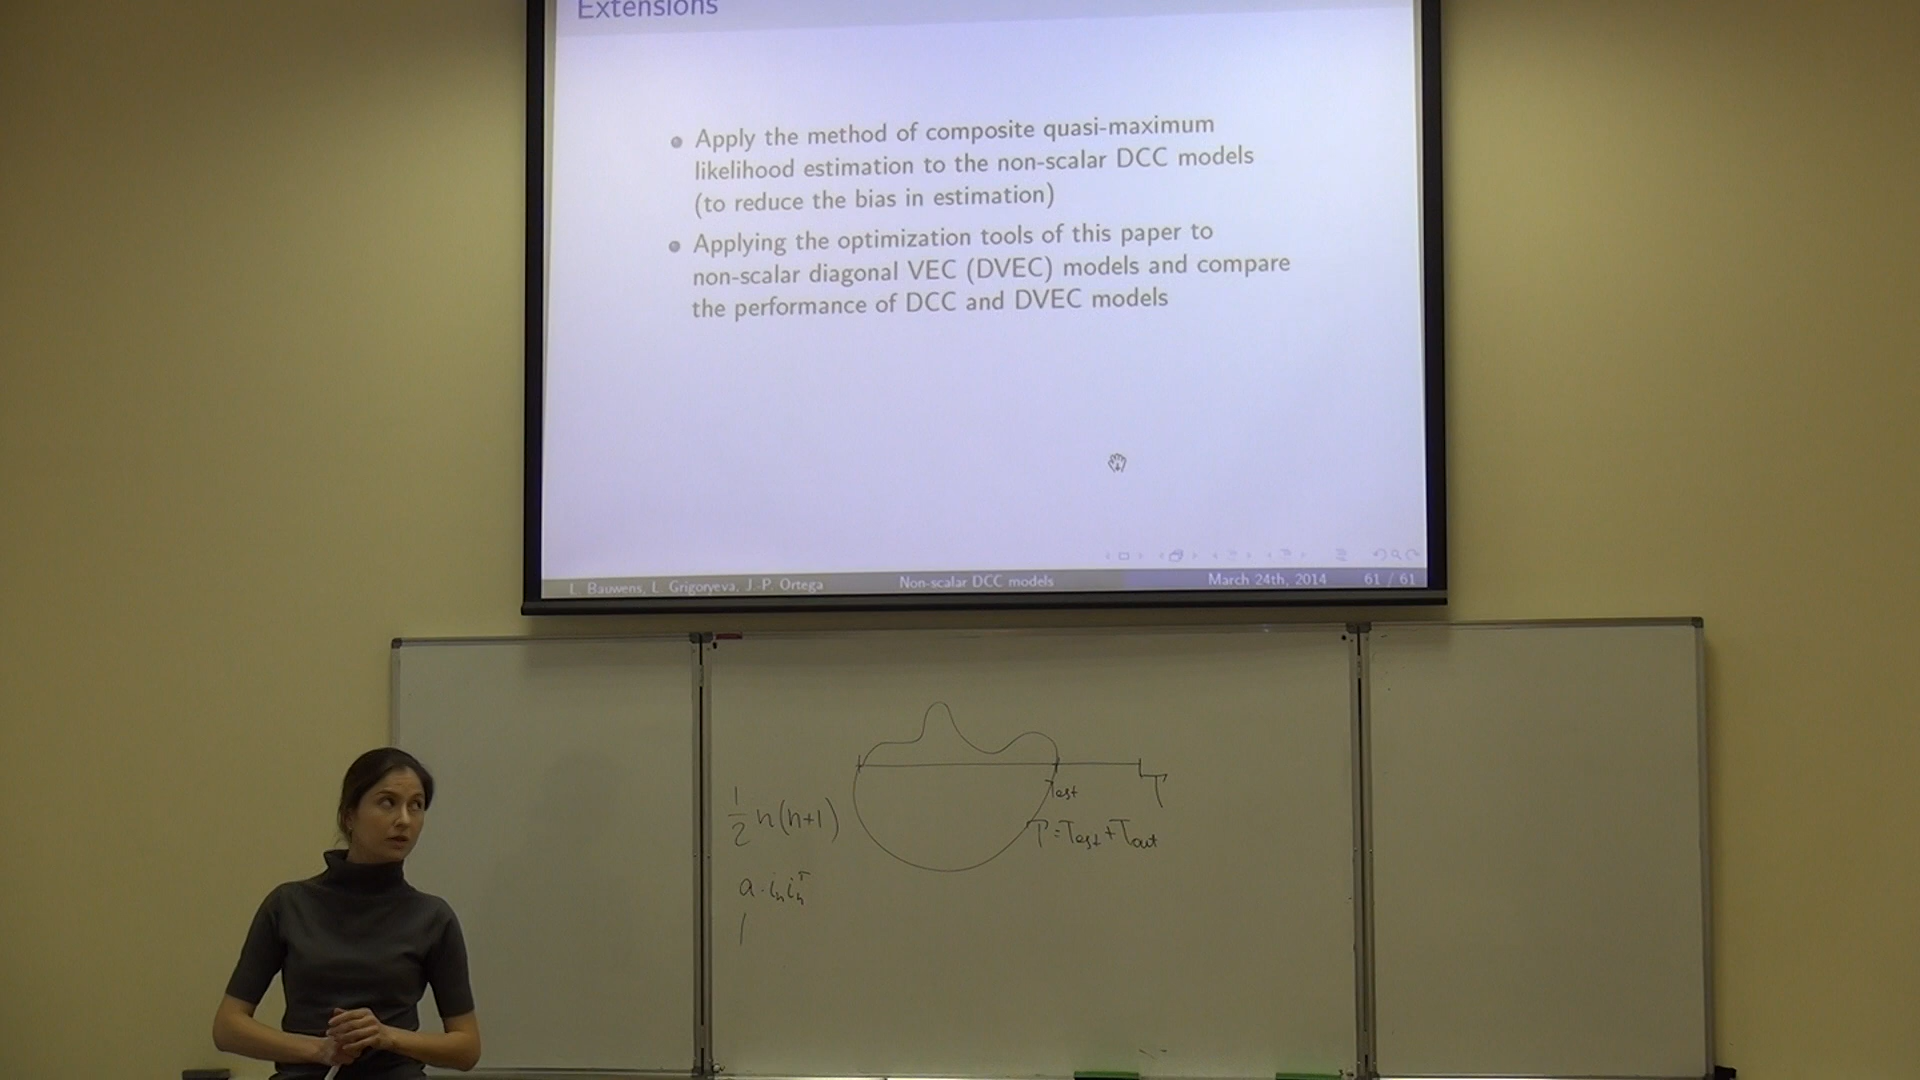 Extensions
Apply the method of composite quasi-maximum
likelihood estimation to the non-scalar DCC models
(to reduce the bias in estimation)
Applying the optimization tools of this paper to
non-scalar diagonal VEC (DVEC) models and compare
the performance of DCC and DVEC models
L. Bauwens, L. Grigoryeva, J.-P. Ortega
Non-scalar DCC models
March 24th, 2014
61 / 61
Test
T
1/2 n(n+1)
T = Test + Tout
a · iₙiₙᵀ